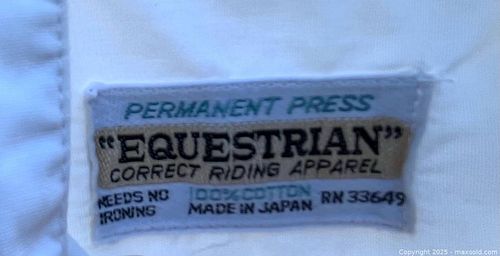 PERMANENT PRESS
"EQUESTRIAN"
CORRECT RIDING APPAREL
NEEDS NO IRONING
100% COTTON
MADE IN JAPAN
RN 33649
Copyright 2025 - maxsold.com